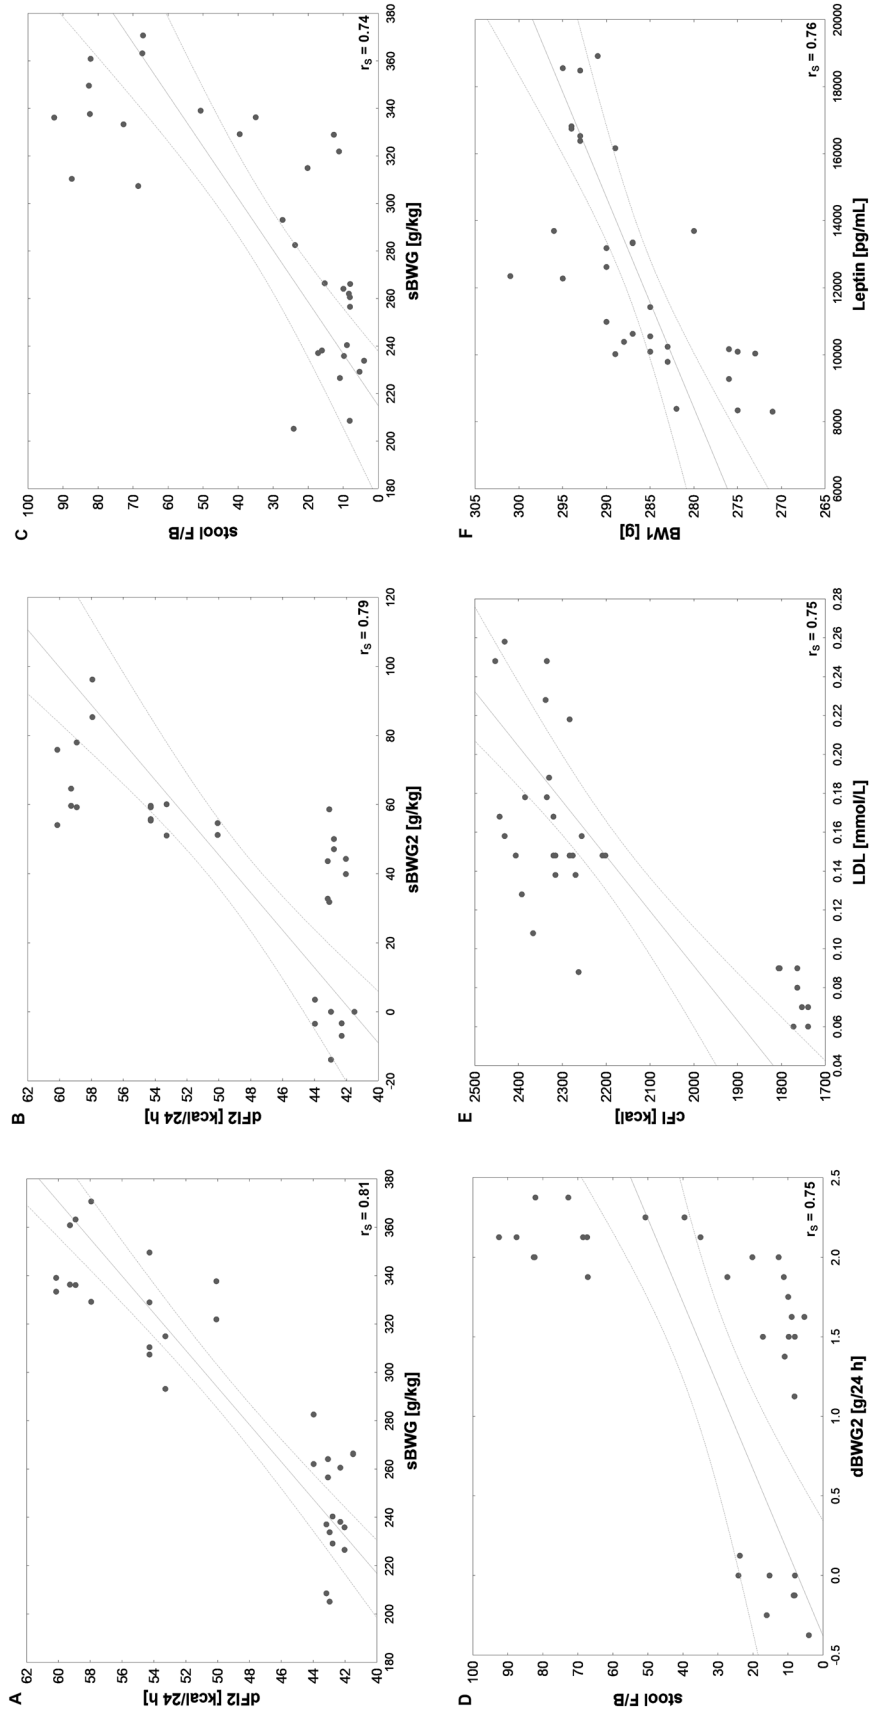 A
dFI2 [kcal/24 h]
62
60
58
56
54
52
50
48
46
44
42
40
180 200 220 240 260 280 300 320 340 360 380
sBWG [g/kg]
rS = 0.81
B
dFI2 [kcal/24 h]
62
60
58
56
54
52
50
48
46
44
42
40
-20 0 20 40 60 80 100 120
sBWG2 [g/kg]
rS = 0.79
C
stool F/B
100
90
80
70
60
50
40
30
20
10
0
180 200 220 240 260 280 300 320 340 360 380
sBWG [g/kg]
rS = 0.74
D
stool F/B
100
90
80
70
60
50
40
30
20
10
0
-0.5 0.0 0.5 1.0 1.5 2.0 2.5
dBWG2 [g/24 h]
rS = 0.75
E
cFI [kcal]
2500
2400
2300
2200
2100
2000
1900
1800
1700
0.04 0.06 0.08 0.10 0.12 0.14 0.16 0.18 0.20 0.22 0.24 0.26 0.28
LDL [mmol/L]
rS = 0.75
F
BW1 [g]
305
300
295
290
285
280
275
270
265
6000 8000 10000 12000 14000 16000 18000 20000
Leptin [pg/mL]
rS = 0.76